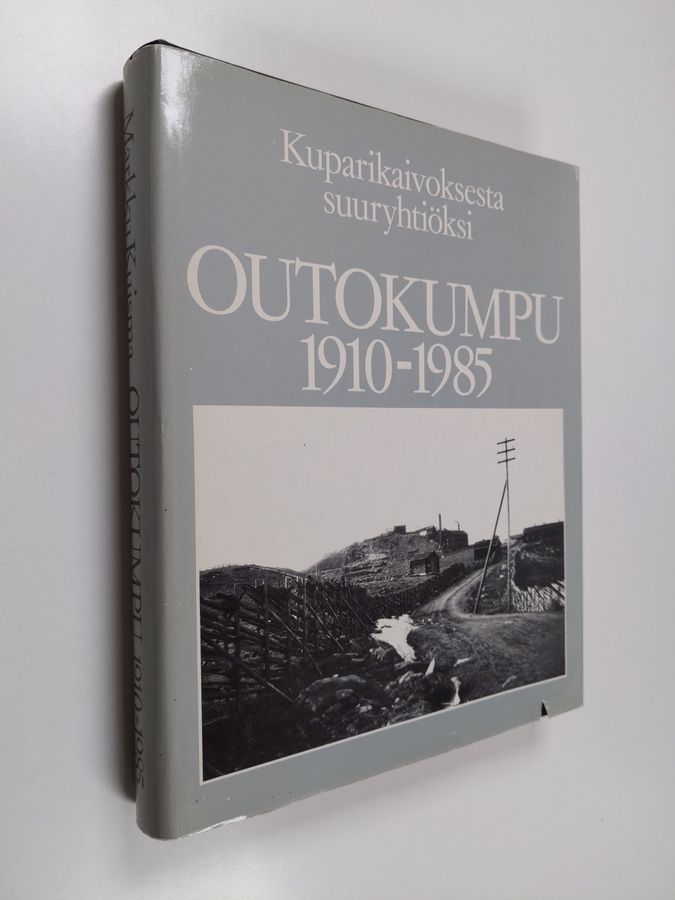 Kuparikaivoksesta
suuryhtiöksi
OUTOKUMPU
1910-1985
Markku Kuisma OUTOKUMPU 1910-1985